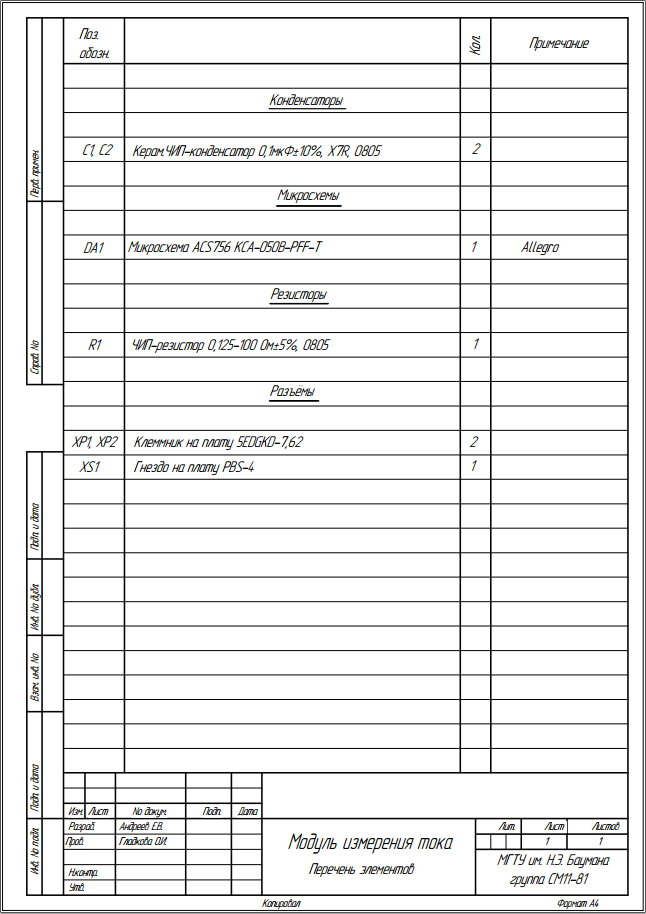 Поз. обозн. Кол. Примечание
Конденсаторы
С1, С2 Керам.ЧИП-конденсатор 0,1мкФ±10%, X7R, 0805 2
Микросхемы
DA1 Микросхема ACS756 KCA-050B-PFF-T 1 Allegro
Резисторы
R1 ЧИП-резистор 0,125-100 Ом±5%, 0805 1
Разъёмы
XP1, XP2 Клеммник на плату 5EDGKD-7,62 2
XS1 Гнездо на плату PBS-4 1
Перв. примен.
Справ. No
Подп. и дата
Инв. No дубл.
Взам. инв. No
Подп. и дата
Инв. No подл.
Изм. Лист No докум. Подп. Дата
Разраб. Андреев Е.В.
Пров. Гладкова О.И.
Н.контр.
Утв.
Модуль измерения тока
Перечень элементов
Лит. Лист Листов
1 1
МГТУ им. Н.Э. Баумана
группа СМ11-81
Копировал Формат А4